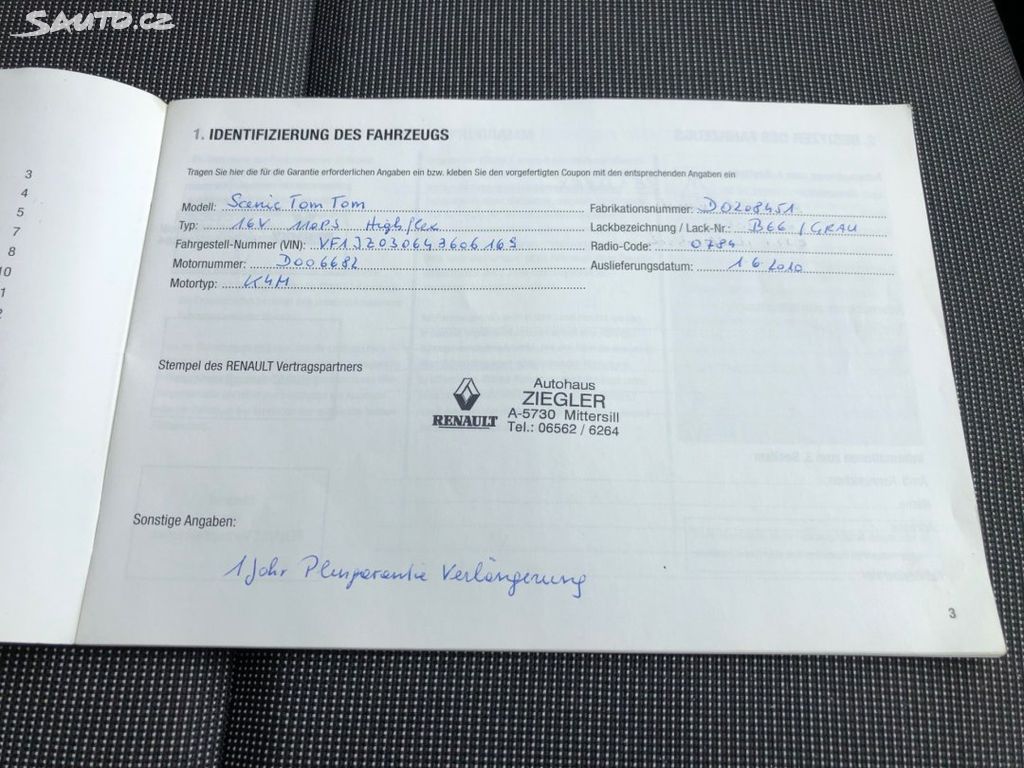 SAUTO.CZ
3
4
5
7
8
10
1
2
1. IDENTIFIZIERUNG DES FAHRZEUGS
Tragen Sie hier die für die Garantie erforderlichen Angaben ein bzw. kleben Sie den vorgefertigten Coupon mit den entsprechenden Angaben ein
Modell: Scenic Tom Tom Fabrikationsnummer: D0208451
Typ: 16V 110PS Highflex Lackbezeichnung / Lack-Nr.: B66 / GRAU
Fahrgestell-Nummer (VIN): VF1JZ030643606169 Radio-Code: 0784
Motornummer: D006682 Auslieferungsdatum: 1 6 2010
Motortyp: K4M
Stempel des RENAULT Vertragspartners
RENAULT
Autohaus
ZIEGLER
A-5730 Mittersill
Tel.: 06562 / 6264
Sonstige Angaben:
1 Jahr Plusgarantie Verlängerung
3